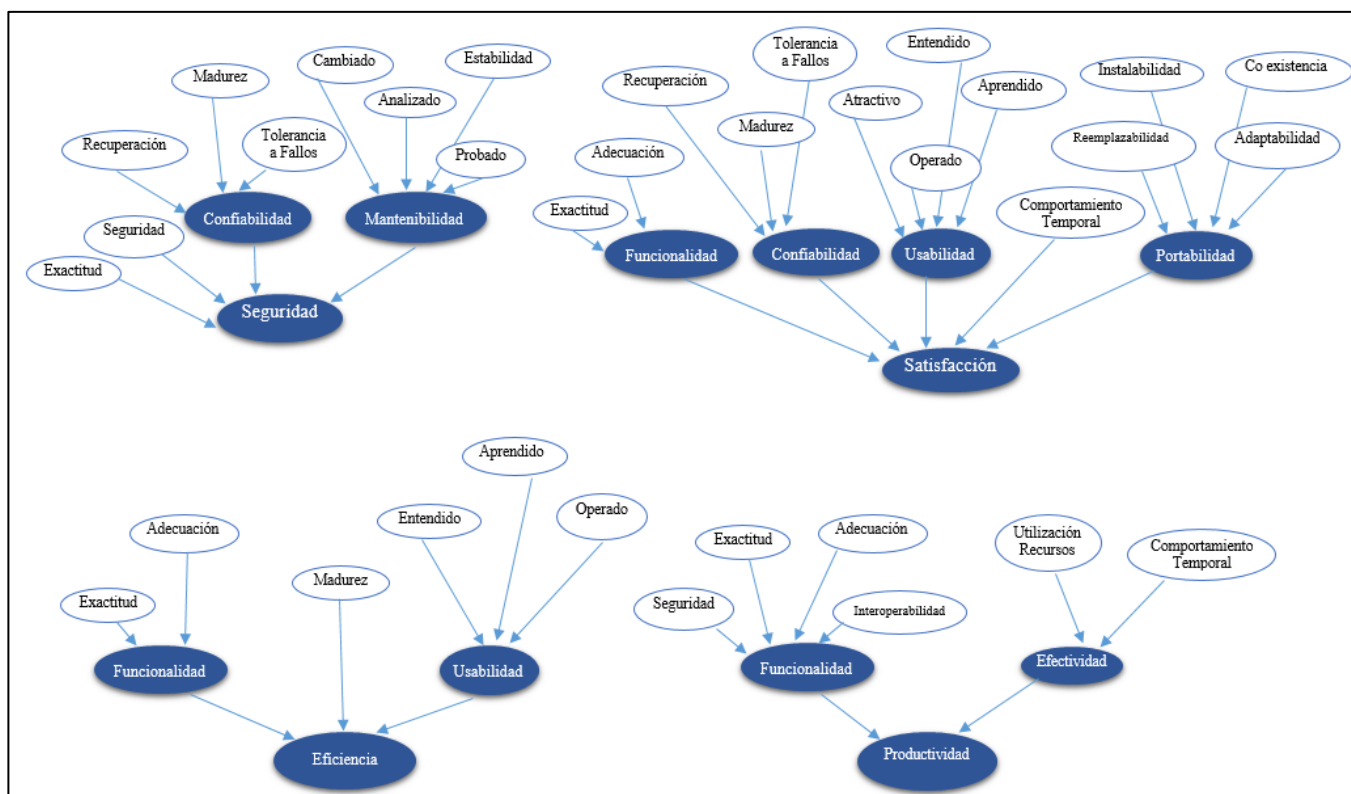 Madurez
Cambiado
Estabilidad
Analizado
Recuperación
Tolerancia
a Fallos
Probado
Confiabilidad
Mantenibilidad
Seguridad
Exactitud
Seguridad
Recuperación
Tolerancia
a Fallos
Entendido
Instalabilidad
Co existencia
Atractivo
Aprendido
Madurez
Adecuación
Operado
Reemplazabilidad
Adaptabilidad
Exactitud
Comportamiento
Temporal
Funcionalidad
Confiabilidad
Usabilidad
Portabilidad
Satisfacción
Aprendido
Adecuación
Entendido
Operado
Exactitud
Madurez
Funcionalidad
Usabilidad
Eficiencia
Exactitud
Adecuación
Utilización
Recursos
Comportamiento
Temporal
Seguridad
Interoperabilidad
Funcionalidad
Efectividad
Productividad